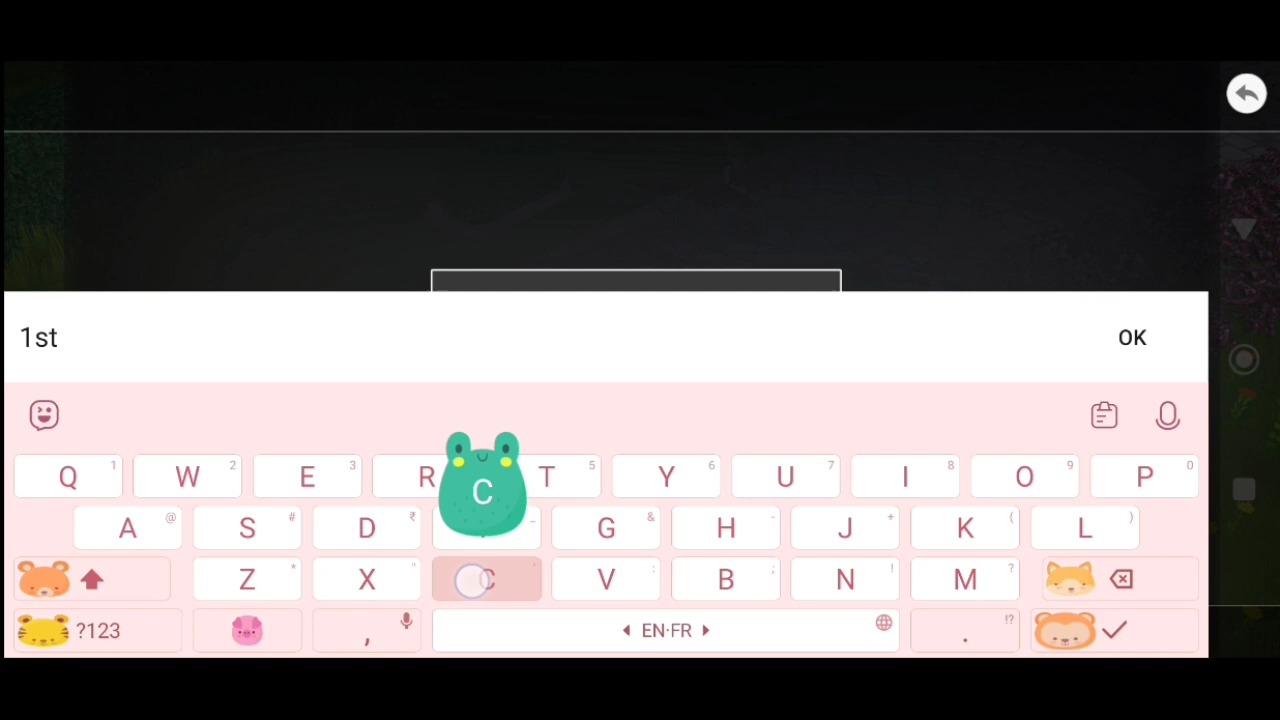 1st
OK
Q 1 W 2 E 3 R T 5 Y 6 U 7 I 8 O 9 P 0
C
A @ S # D ₹ _ G & H - J + K ( L )
Z * X " C ' V : B ; N ! M ?
?123 , EN·FR . !?